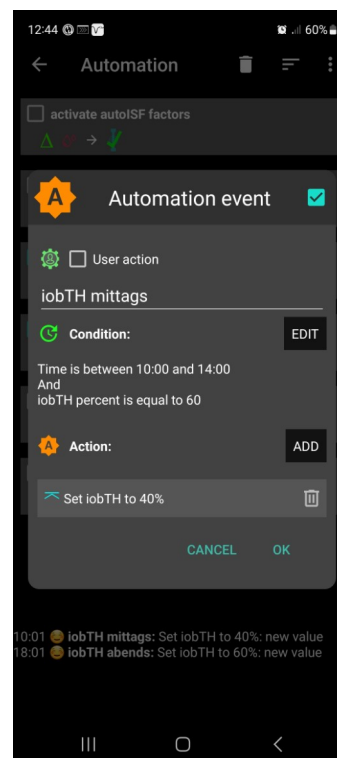 12:44
60%
Automation
activate autoISF factors
A
Automation event
User action
iobTH mittags
Condition:
EDIT
Time is between 10:00 and 14:00
And
iobTH percent is equal to 60
A
Action:
ADD
Set iobTH to 40%
CANCEL
OK
10:01 😅 iobTH mittags: Set iobTH to 40%: new value
18:01 😅 iobTH abends: Set iobTH to 60%: new value